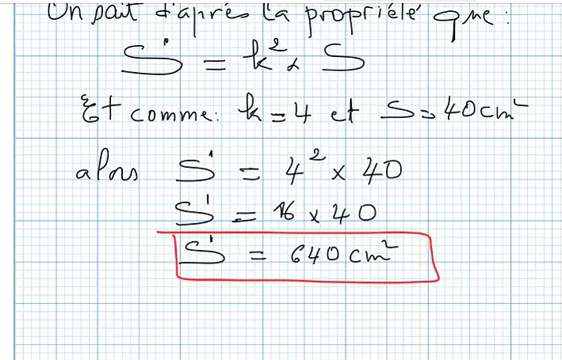 On sait d'après la propriété que:
S' = k² × S
Et comme: k = 4 et S = 40 cm²
alors S' = 4² × 40
S' = 16 × 40
S' = 640 cm²